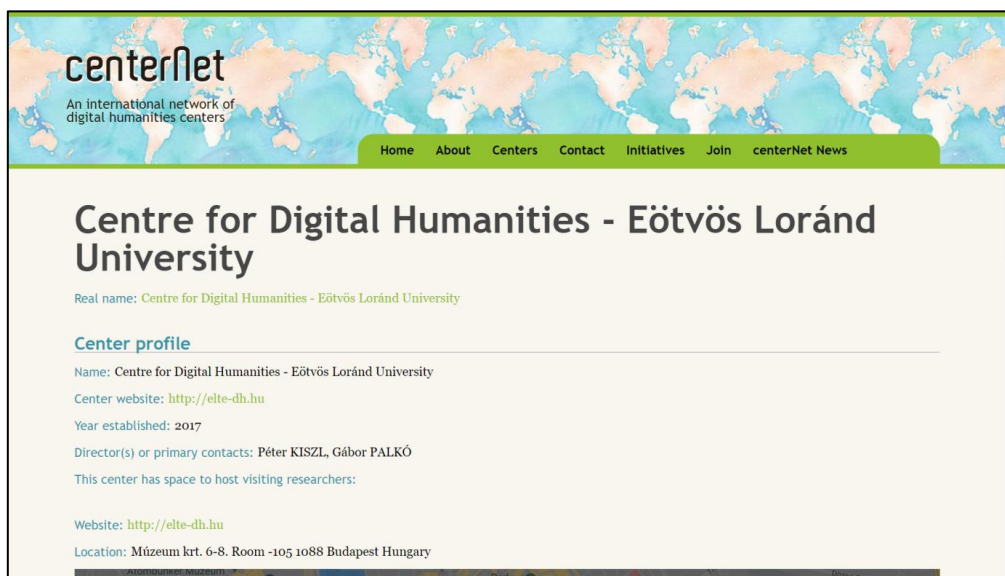 centerNet
An international network of
digital humanities centers
Home About Centers Contact Initiatives Join centerNet News
Centre for Digital Humanities - Eötvös Loránd
University
Real name: Centre for Digital Humanities - Eötvös Loránd University
Center profile
Name: Centre for Digital Humanities - Eötvös Loránd University
Center website: http://elte-dh.hu
Year established: 2017
Director(s) or primary contacts: Péter KISZL, Gábor PALKÓ
This center has space to host visiting researchers:
Website: http://elte-dh.hu
Location: Múzeum krt. 6-8. Room -105 1088 Budapest Hungary